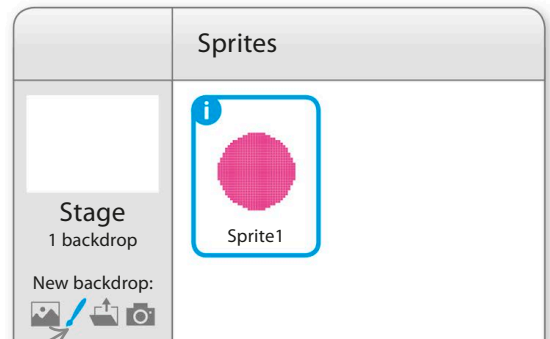 Sprites
i
Sprite1
Stage
1 backdrop
New backdrop: